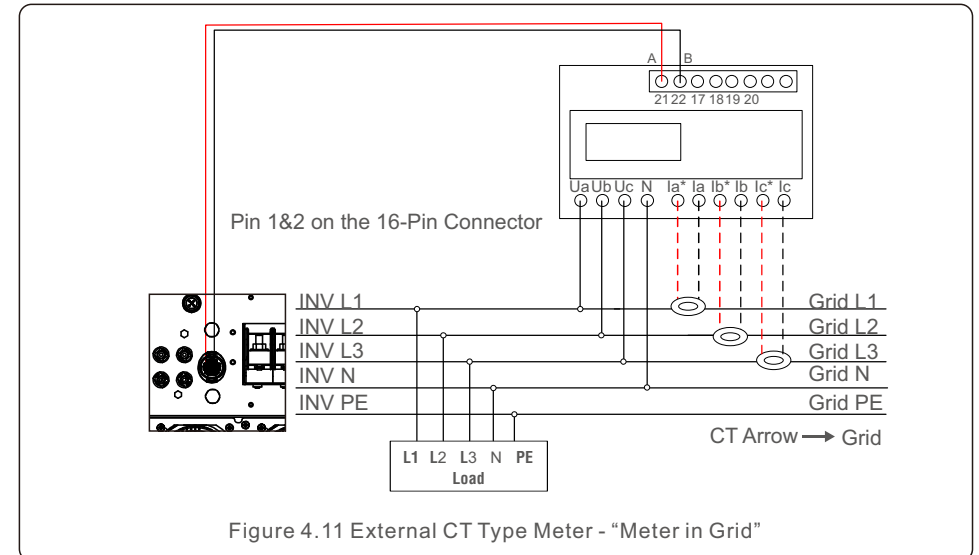 A B
21 22 17 18 19 20
Ua Ub Uc N Ia* Ia Ib* Ib Ic* Ic
Pin 1&2 on the 16-Pin Connector
INV L1 Grid L1
INV L2 Grid L2
INV L3 Grid L3
INV N Grid N
INV PE Grid PE
CT Arrow → Grid
L1 L2 L3 N PE
Load
Figure 4.11 External CT Type Meter - “Meter in Grid”